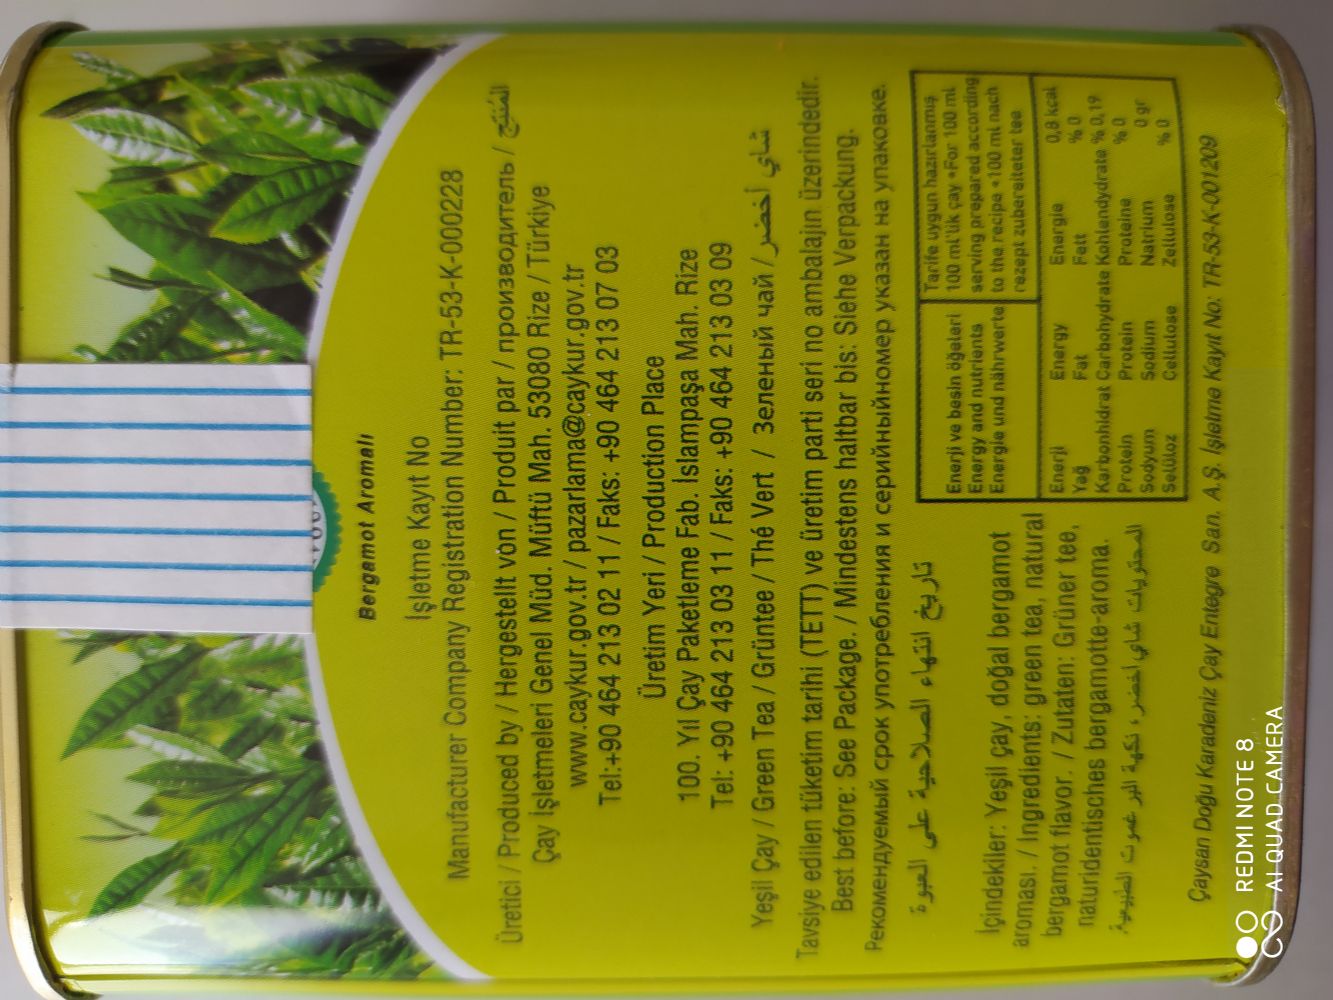 Bergamot Aromalı
İşletme Kayıt No
Manufacturer Company Registration Number: TR-53-K-000228
Üretici / Produced by / Hergestellt von / Produit par / производитель / المُنتج
Çay İşletmeleri Genel Müd. Müftü Mah. 53080 Rize / Türkiye
www.caykur.gov.tr / pazarlama@caykur.gov.tr
Tel:+90 464 213 02 11 / Faks: +90 464 213 07 03
Üretim Yeri / Production Place
100. Yıl Çay Paketleme Fab. İslampaşa Mah. Rize
Tel: +90 464 213 03 11 / Faks: +90 464 213 03 09
Yeşil Çay / Green Tea / Grüntee / Thé Vert / Зеленый чай / شاي أخضر
Tavsiye edilen tüketim tarihi (TETT) ve üretim parti seri no ambalajın üzerindedir.
Best before: See Package. / Mindestens haltbar bis: Siehe Verpackung.
Рекомендуемый срок употребления и серийныйномер указан на упаковке.
تاريخ انتهاء الصلاحية على العبوة
İçindekiler: Yeşil çay, doğal bergamot
aroması. / Ingredients: green tea, natural
bergamot flavor. / Zutaten: Grüner tee,
naturidentisches bergamotte-aroma.
المحتويات: شاي اخضر، نكهة البرغموت الطبيعية.
Enerji ve besin öğeleri
Energy and nutrients
Energie und nährwerte
Tarife uygun hazırlanmış
100 ml'lik çay •For 100 ml
serving prepared according
to the recipe •100 ml nach
rezept zubereiteter tee
Enerji Energy Energie 0,8 kcal
Yağ Fat Fett % 0
Karbonhidrat Carbohydrate Kohlendydrate % 0,19
Protein Protein Proteine % 0
Sodyum Sodium Natrium 0 gr
Selüloz Cellulose Zellulose % 0
Çaysan Doğu Karadeniz Çay Entegre San. A.Ş. İşletme Kayıt No: TR-53-K-001209
REDMI NOTE 8
AI QUAD CAMERA